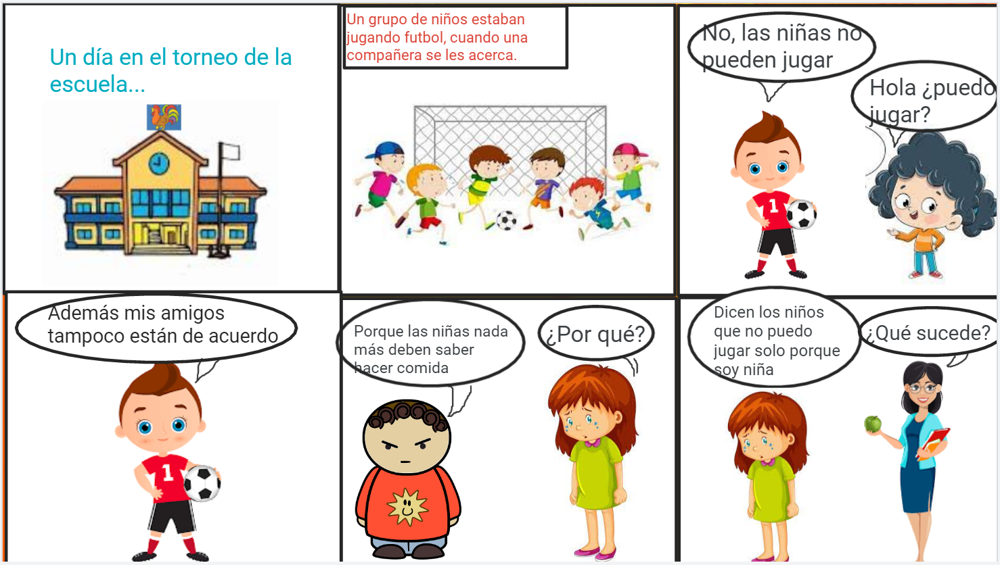 Un día en el torneo de la
escuela...
Un grupo de niños estaban
jugando futbol, cuando una
compañera se les acerca.
No, las niñas no
pueden jugar
Hola ¿puedo
jugar?
1
Además mis amigos
tampoco están de acuerdo
1
Porque las niñas nada
más deben saber
hacer comida
¿Por qué?
Dicen los niños
que no puedo
jugar solo porque
soy niña
¿Qué sucede?